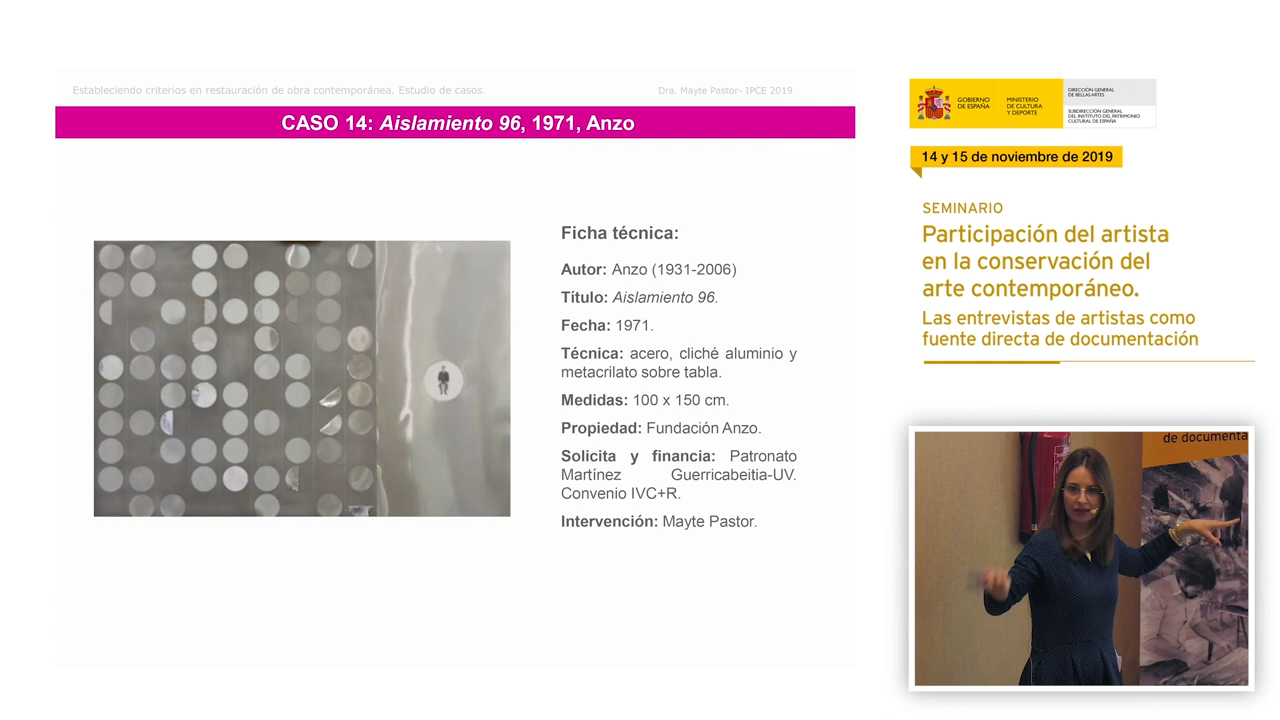 Estableciendo criterios en restauración de obra contemporánea. Estudio de casos.
Dra. Mayte Pastor- IPCE 2019
CASO 14: Aislamiento 96, 1971, Anzo
Ficha técnica:
Autor: Anzo (1931-2006)
Título: Aislamiento 96.
Fecha: 1971.
Técnica: acero, cliché aluminio y
metacrilato sobre tabla.
Medidas: 100 x 150 cm.
Propiedad: Fundación Anzo.
Solicita y financia: Patronato
Martínez Guerricabeitia-UV.
Convenio IVC+R.
Intervención: Mayte Pastor.
GOBIERNO
DE ESPAÑA
MINISTERIO
DE CULTURA
Y DEPORTE
DIRECCIÓN GENERAL
DE BELLAS ARTES
SUBDIRECCIÓN GENERAL
DEL INSTITUTO DEL PATRIMONIO
CULTURAL DE ESPAÑA
14 y 15 de noviembre de 2019
SEMINARIO
Participación del artista
en la conservación del
arte contemporáneo.
Las entrevistas de artistas como
fuente directa de documentación
de documenta